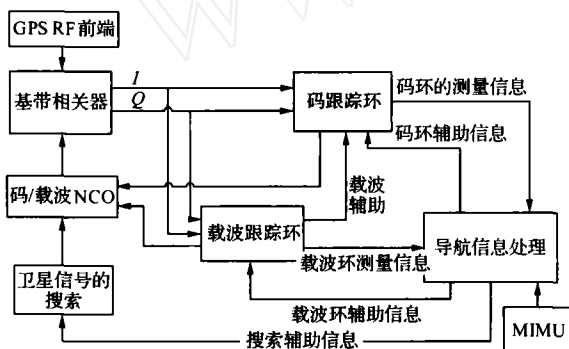 GPS RF 前端
基带相关器
I
Q
码跟踪环
码环的测量信息
码环辅助信息
码/载波NCO
载波
辅助
载波跟踪环
导航信息处理
载波环测量信息
卫星信号的
搜索
载波环辅助信息
搜索辅助信息
MIMU